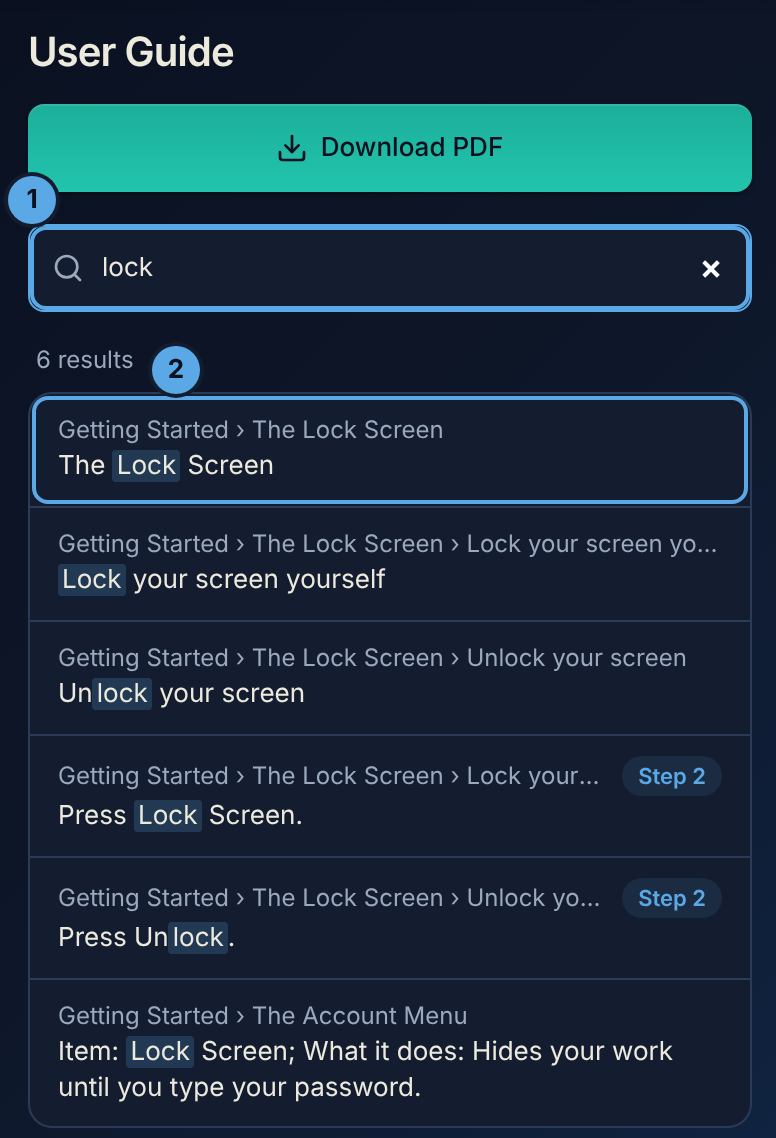 User Guide
Download PDF
1
lock
6 results
2
Getting Started › The Lock Screen
The Lock Screen
Getting Started › The Lock Screen › Lock your screen yo...
Lock your screen yourself
Getting Started › The Lock Screen › Unlock your screen
Unlock your screen
Getting Started › The Lock Screen › Lock your... Step 2
Press Lock Screen.
Getting Started › The Lock Screen › Unlock yo... Step 2
Press Unlock.
Getting Started › The Account Menu
Item: Lock Screen; What it does: Hides your work
until you type your password.